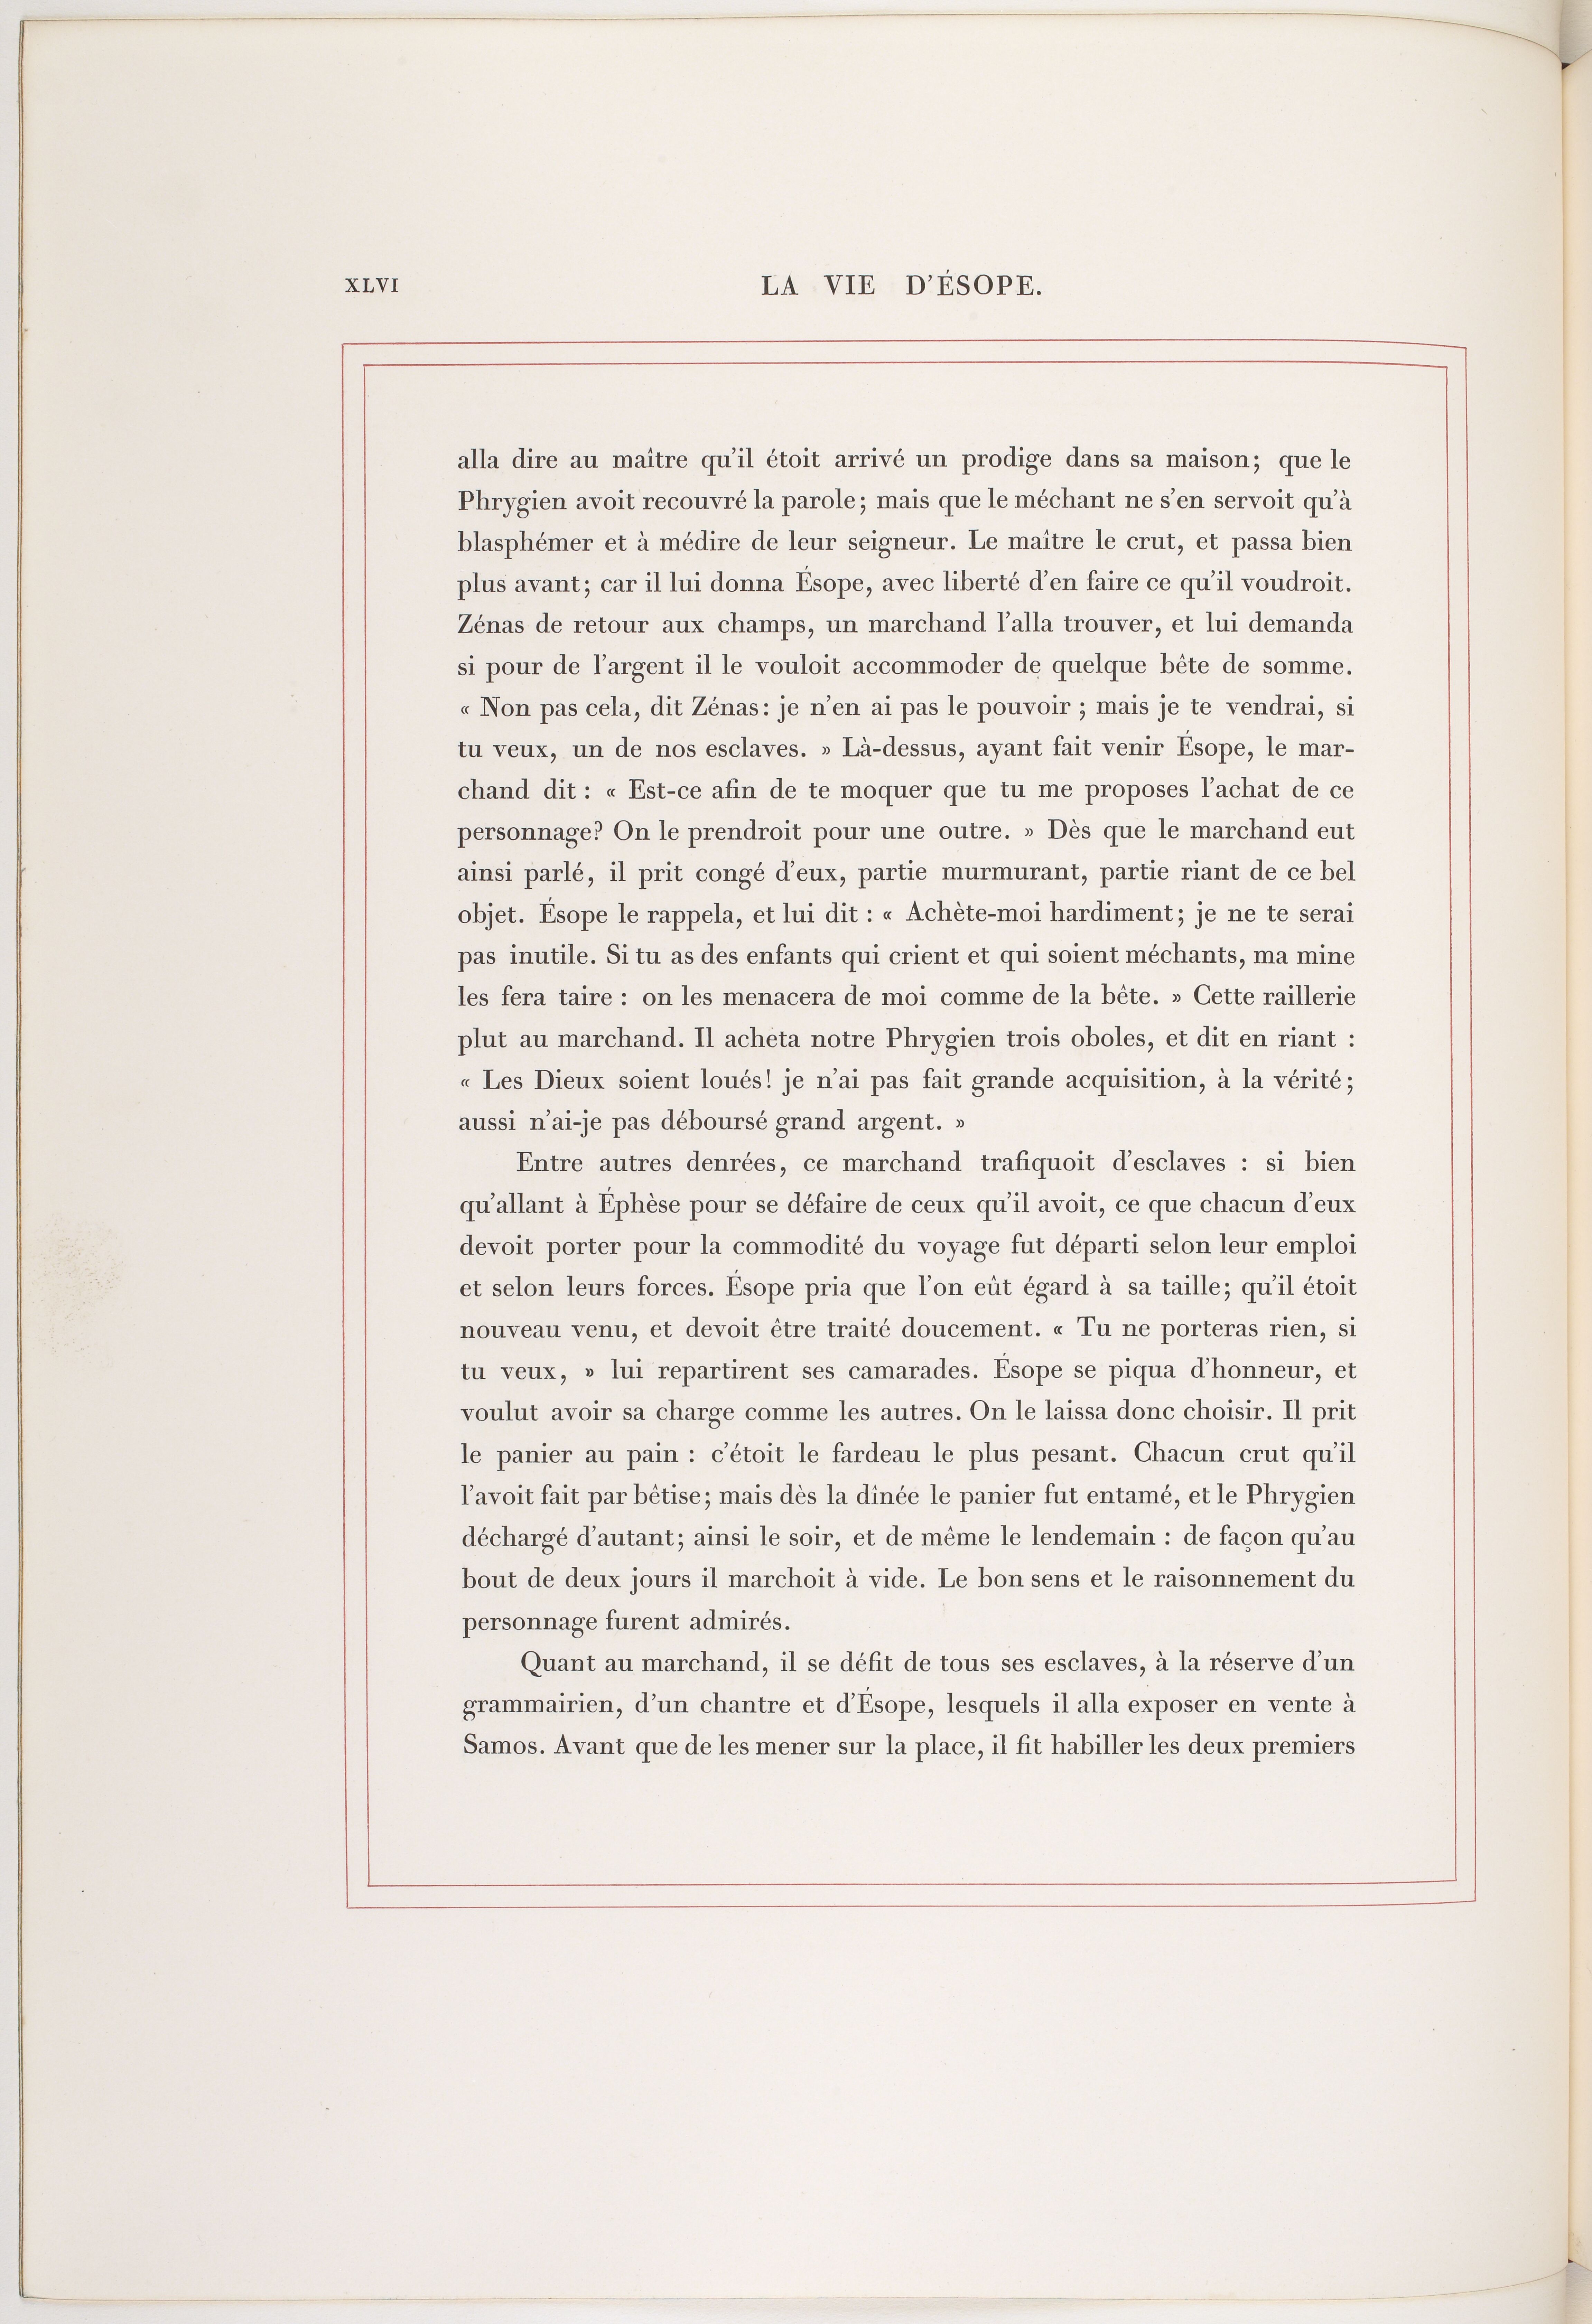 XLVI
LA VIE D'ÉSOPE.
alla dire au maître qu'il étoit arrivé un prodige dans sa maison; que le
Phrygien avoit recouvré la parole; mais que le méchant ne s'en servoit qu'à
blasphémer et à médire de leur seigneur. Le maître le crut, et passa bien
plus avant; car il lui donna Ésope, avec liberté d'en faire ce qu'il voudroit.
Zénas de retour aux champs, un marchand l'alla trouver, et lui demanda
si pour de l'argent il le vouloit accommoder de quelque bête de somme.
« Non pas cela, dit Zénas: je n'en ai pas le pouvoir ; mais je te vendrai, si
tu veux, un de nos esclaves. » Là-dessus, ayant fait venir Ésope, le mar-
chand dit : « Est-ce afin de te moquer que tu me proposes l'achat de ce
personnage? On le prendroit pour une outre. » Dès que le marchand eut
ainsi parlé, il prit congé d'eux, partie murmurant, partie riant de ce bel
objet. Ésope le rappela, et lui dit : « Achète-moi hardiment; je ne te serai
pas inutile. Si tu as des enfants qui crient et qui soient méchants, ma mine
les fera taire : on les menacera de moi comme de la bête. » Cette raillerie
plut au marchand. Il acheta notre Phrygien trois oboles, et dit en riant :
« Les Dieux soient loués! je n'ai pas fait grande acquisition, à la vérité;
aussi n'ai-je pas déboursé grand argent. »
Entre autres denrées, ce marchand trafiquoit d'esclaves : si bien
qu'allant à Éphèse pour se défaire de ceux qu'il avoit, ce que chacun d'eux
devoit porter pour la commodité du voyage fut départi selon leur emploi
et selon leurs forces. Ésope pria que l'on eût égard à sa taille; qu'il étoit
nouveau venu, et devoit être traité doucement. « Tu ne porteras rien, si
tu veux, » lui repartirent ses camarades. Ésope se piqua d'honneur, et
voulut avoir sa charge comme les autres. On le laissa donc choisir. Il prit
le panier au pain : c'étoit le fardeau le plus pesant. Chacun crut qu'il
l'avoit fait par bêtise; mais dès la dînée le panier fut entamé, et le Phrygien
déchargé d'autant; ainsi le soir, et de même le lendemain : de façon qu'au
bout de deux jours il marchoit à vide. Le bon sens et le raisonnement du
personnage furent admirés.
Quant au marchand, il se défit de tous ses esclaves, à la réserve d'un
grammairien, d'un chantre et d'Ésope, lesquels il alla exposer en vente à
Samos. Avant que de les mener sur la place, il fit habiller les deux premiers